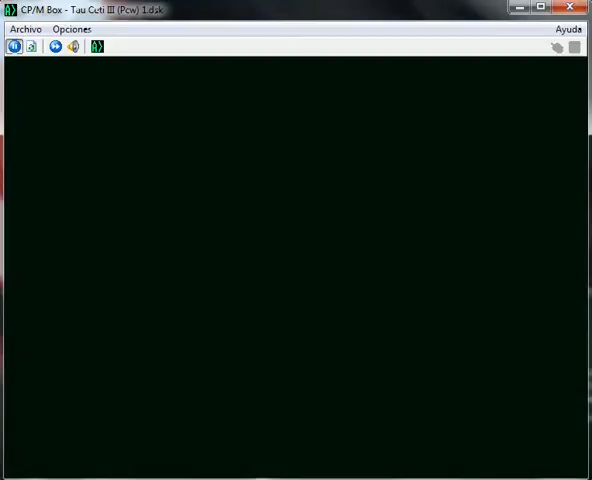 CP/M Box - Tau Ceti III (Pcw) 1.dsk
Archivo Opciones Ayuda
A>